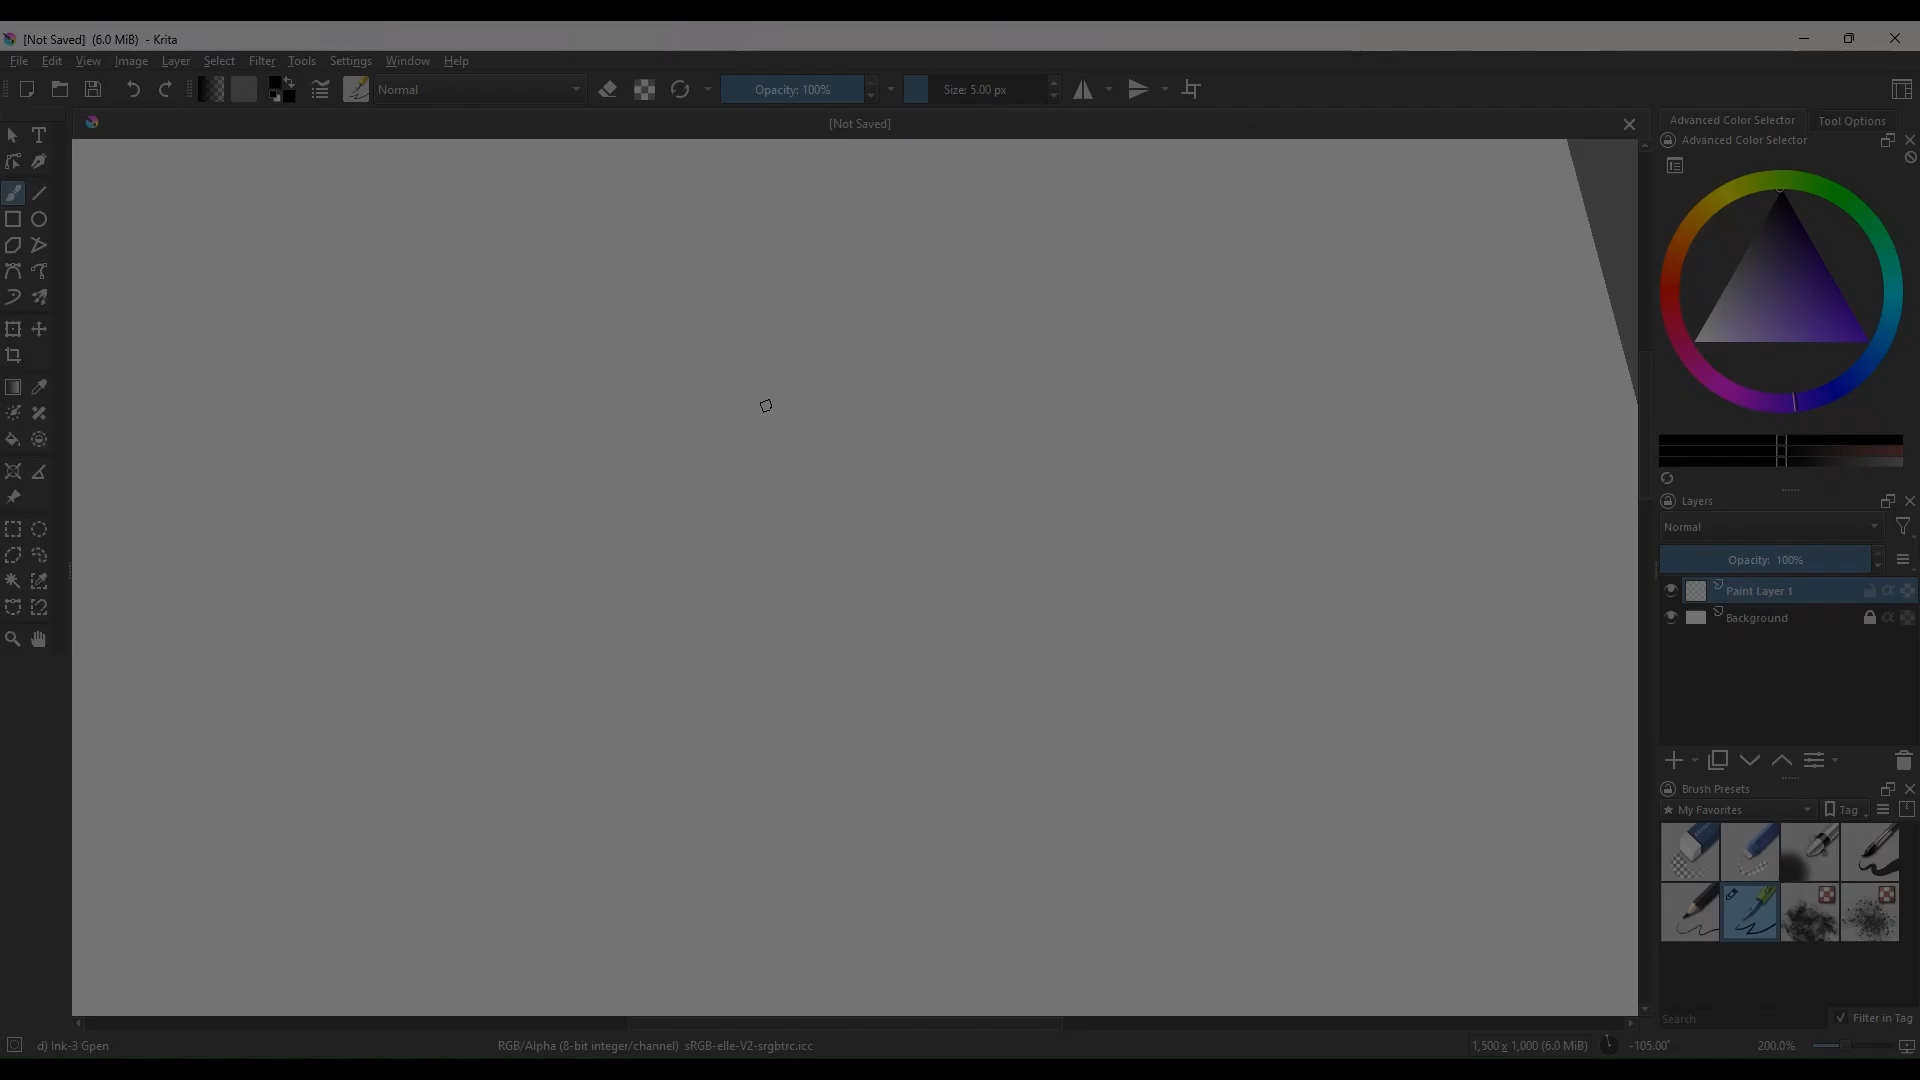 [Not Saved] (6.0 MiB) - Krita
File Edit View Image Layer Select Filter Tools Settings Window Help
Normal Opacity: 100% Size: 5.00 px
[Not Saved]
Advanced Color Selector Tool Options
Advanced Color Selector
Layers
Normal
Opacity: 100%
Paint Layer 1
Background
Brush Presets
My Favorites Tag
Search Filter in Tag
d) Ink-3 Gpen RGB/Alpha (8-bit integer/channel) sRGB-elle-V2-srgbtrc.icc 1,500 x 1,000 (6.0 MiB) -105.00° 200.0%